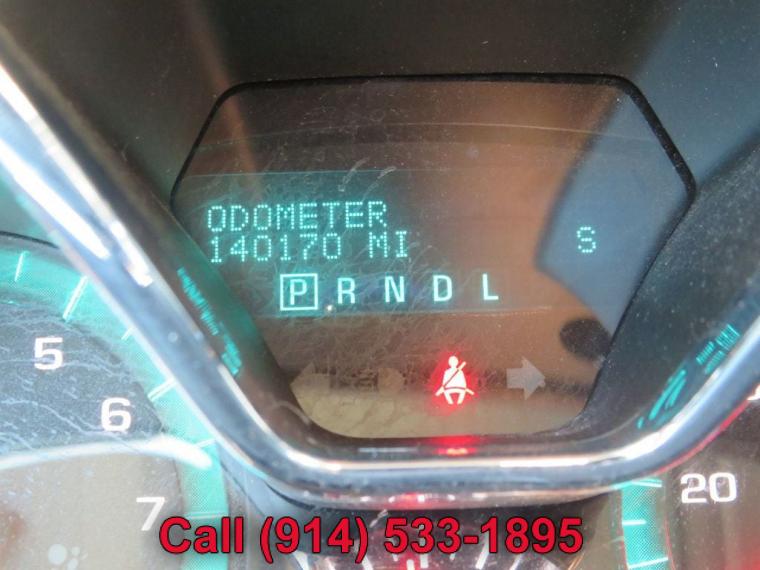 ODOMETER
140170 MI S
P R N D L
5
6
7
20
Call (914) 533-1895